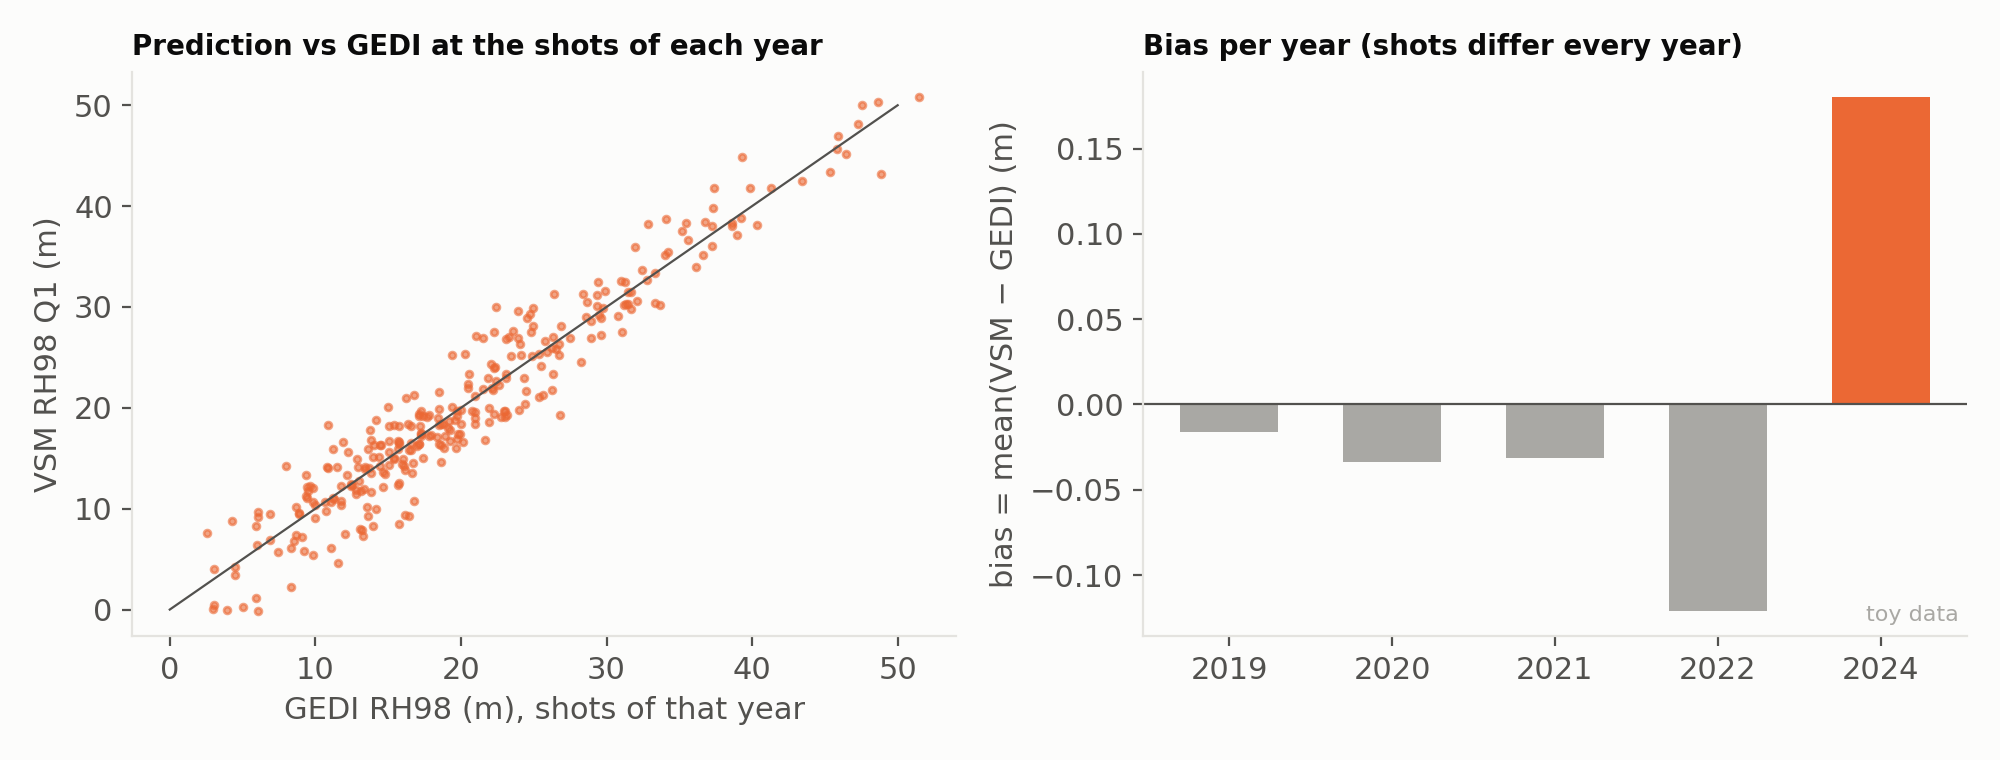 Prediction vs GEDI at the shots of each year
VSM RH98 Q1 (m)
50
40
30
20
10
0
0 10 20 30 40 50
GEDI RH98 (m), shots of that year
Bias per year (shots differ every year)
bias = mean(VSM − GEDI) (m)
0.15
0.10
0.05
0.00
−0.05
−0.10
toy data
2019 2020 2021 2022 2024